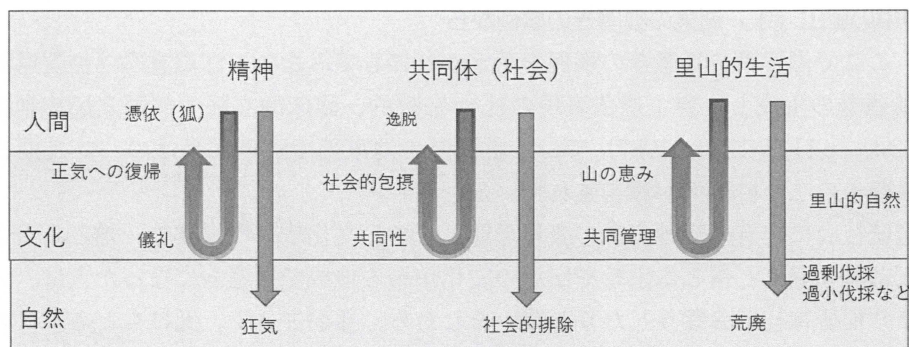 精神
共同体（社会）
里山的生活
人間
憑依（狐）
逸脱
正気への復帰
社会的包摂
山の恵み
里山的自然
文化
儀礼
共同性
共同管理
過剰伐採
過小伐採など
自然
狂気
社会的排除
荒廃